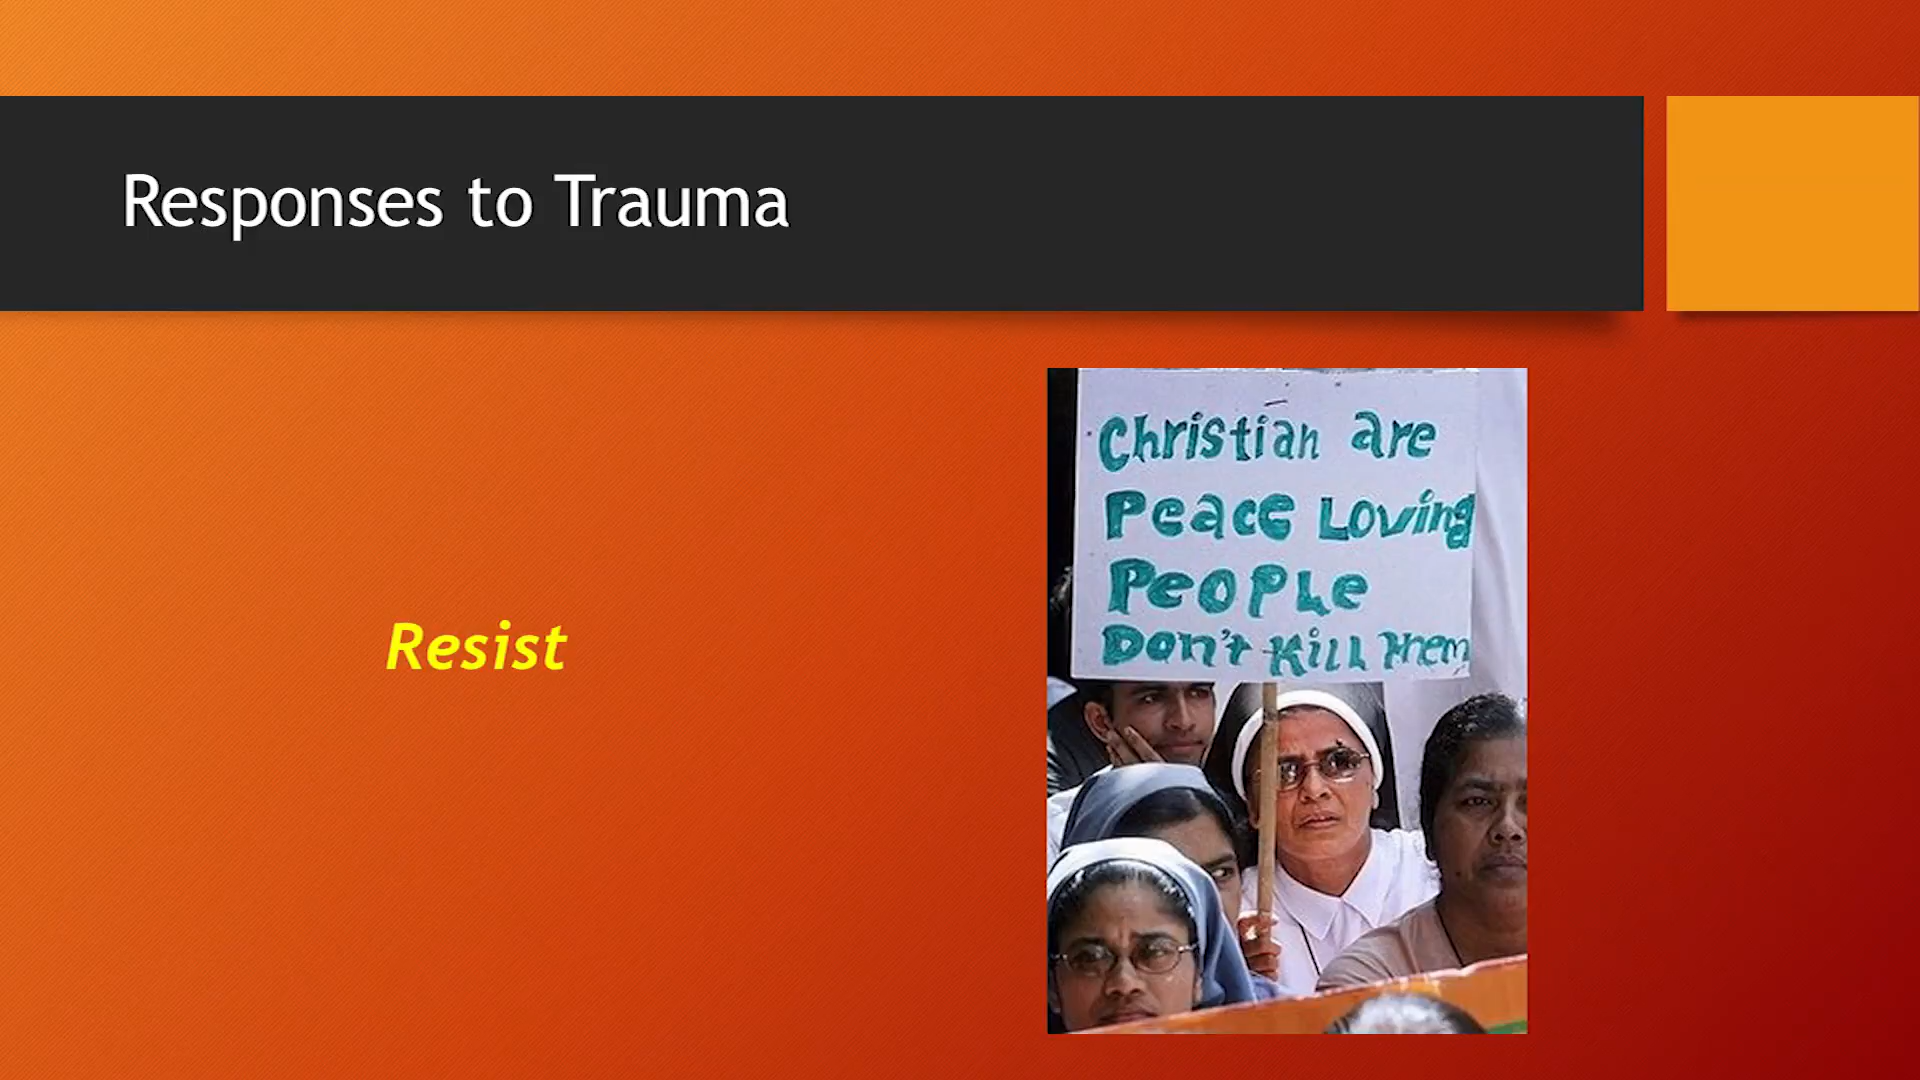 Responses to Trauma
Resist
Christian are
Peace Loving
People
Don't Kill Them